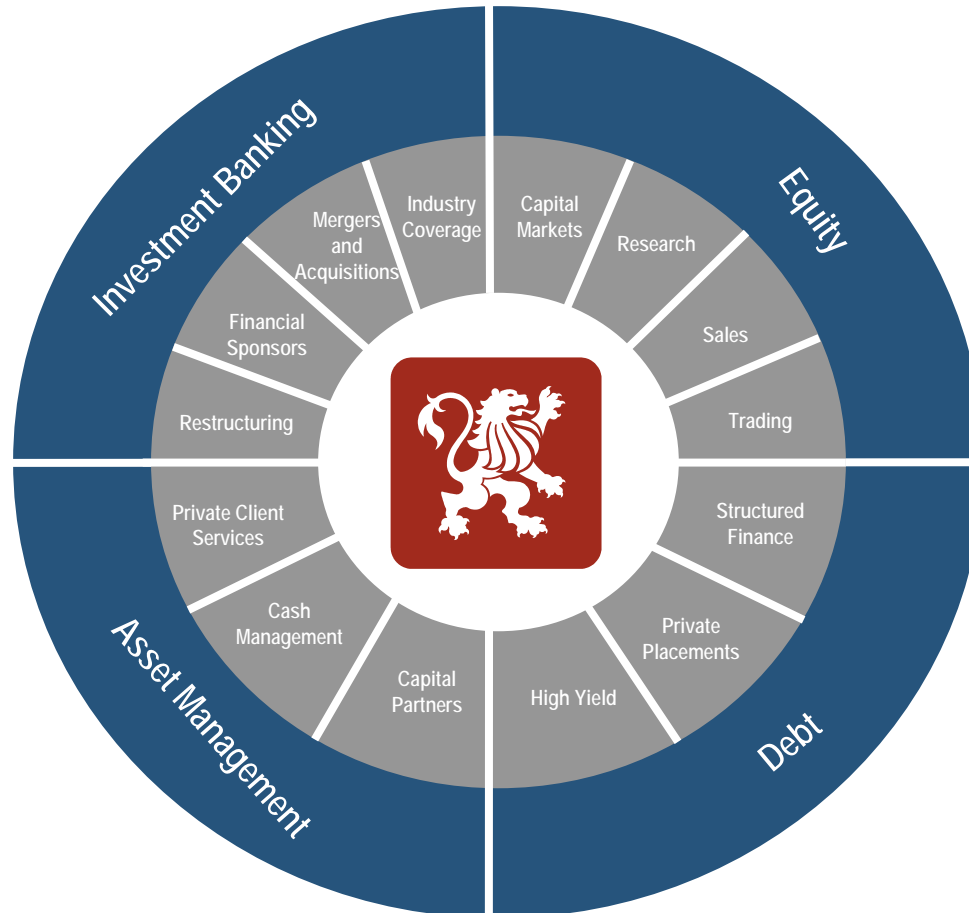 Investment Banking
Equity
Industry
Coverage
Capital
Markets
Mergers
and
Acquisitions
Research
Financial
Sponsors
Sales
Restructuring
Trading
Private Client
Services
Structured
Finance
Cash
Management
Private
Placements
Capital
Partners
High Yield
Asset Management
Debt